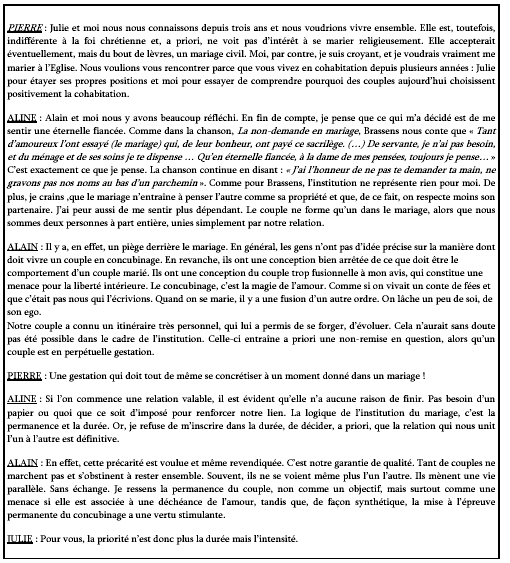 PIERRE : Julie et moi nous nous connaissons depuis trois ans et nous voudrions vivre ensemble. Elle est, toutefois,
indifférente à la foi chrétienne et, a priori, ne voit pas d'intérêt à se marier religieusement. Elle accepterait
éventuellement, mais du bout de lèvres, un mariage civil. Moi, par contre, je suis croyant, et je voudrais vraiment me
marier à l'Eglise. Nous voulions vous rencontrer parce que vous vivez en cohabitation depuis plusieurs années : Julie
pour étayer ses propres positions et moi pour essayer de comprendre pourquoi des couples aujourd'hui choisissent
positivement la cohabitation.
ALINE : Alain et moi nous y avons beaucoup réfléchi. En fin de compte, je pense que ce qui m'a décidé est de me
sentir une éternelle fiancée. Comme dans la chanson, La non-demande en mariage, Brassens nous conte que « Tant
d'amoureux l'ont essayé (le mariage) qui, de leur bonheur, ont payé ce sacrilège. (…) De servante, je n'ai pas besoin,
et du ménage et de ses soins je te dispense … Qu'en éternelle fiancée, à la dame de mes pensées, toujours je pense… »
C'est exactement ce que je pense. La chanson continue en disant : « J'ai l'honneur de ne pas te demander ta main, ne
gravons pas nos noms au bas d'un parchemin ». Comme pour Brassens, l'institution ne représente rien pour moi. De
plus, je crains ,que le mariage n'entraine à penser l'autre comme sa propriété et que, de ce fait, on respecte moins son
partenaire. J'ai peur aussi de me sentir plus dépendant. Le couple ne forme qu'un dans le mariage, alors que nous
sommes deux personnes à part entière, unies simplement par notre relation.
ALAIN : Il y a, en effet, un piège derrière le mariage. En général, les gens n'ont pas d'idée précise sur la manière dont
doit vivre un couple en concubinage. En revanche, ils ont une conception bien arrêtée de ce que doit être le
comportement d'un couple marié. Ils ont une conception du couple trop fusionnelle à mon avis, qui constitue une
menace pour la liberté intérieure. Le concubinage, c'est la magie de l'amour. Comme si on vivait un conte de fées et
que c'était pas nous qui l'écrivions. Quand on se marie, il y a une fusion d'un autre ordre. On lâche un peu de soi, de
son ego.
Notre couple a connu un itinéraire très personnel, qui lui a permis de se forger, d'évoluer. Cela n'aurait sans doute
pas été possible dans le cadre de l'institution. Celle-ci entraîne a priori une non-remise en question, alors qu'un
couple est en perpétuelle gestation.
PIERRE : Une gestation qui doit tout de même se concrétiser à un moment donné dans un mariage !
ALINE : Si l'on commence une relation valable, il est évident qu'elle n'a aucune raison de finir. Pas besoin d'un
papier ou quoi que ce soit d'imposé pour renforcer notre lien. La logique de l'institution du mariage, c'est la
permanence et la durée. Or, je refuse de m'inscrire dans la durée, de décider, a priori, que la relation qui nous unit
l'un à l'autre est définitive.
ALAIN : En effet, cette précarité est voulue et même revendiquée. C'est notre garantie de qualité. Tant de couples ne
marchent pas et s'obstinent à rester ensemble. Souvent, ils ne se voient même plus l'un l'autre. Ils mènent une vie
parallèle. Sans échange. Je ressens la permanence du couple, non comme un objectif, mais surtout comme une
menace si elle est associée à une déchéance de l'amour, tandis que, de façon synthétique, la mise à l'épreuve
permanente du concubinage a une vertu stimulante.
JULIE : Pour vous, la priorité n'est donc plus la durée mais l'intensité.